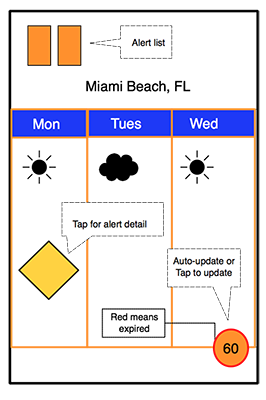 Alert list
Miami Beach, FL
Mon Tues Wed
Tap for alert detail
Auto-update or
Tap to update
Red means
expired
60